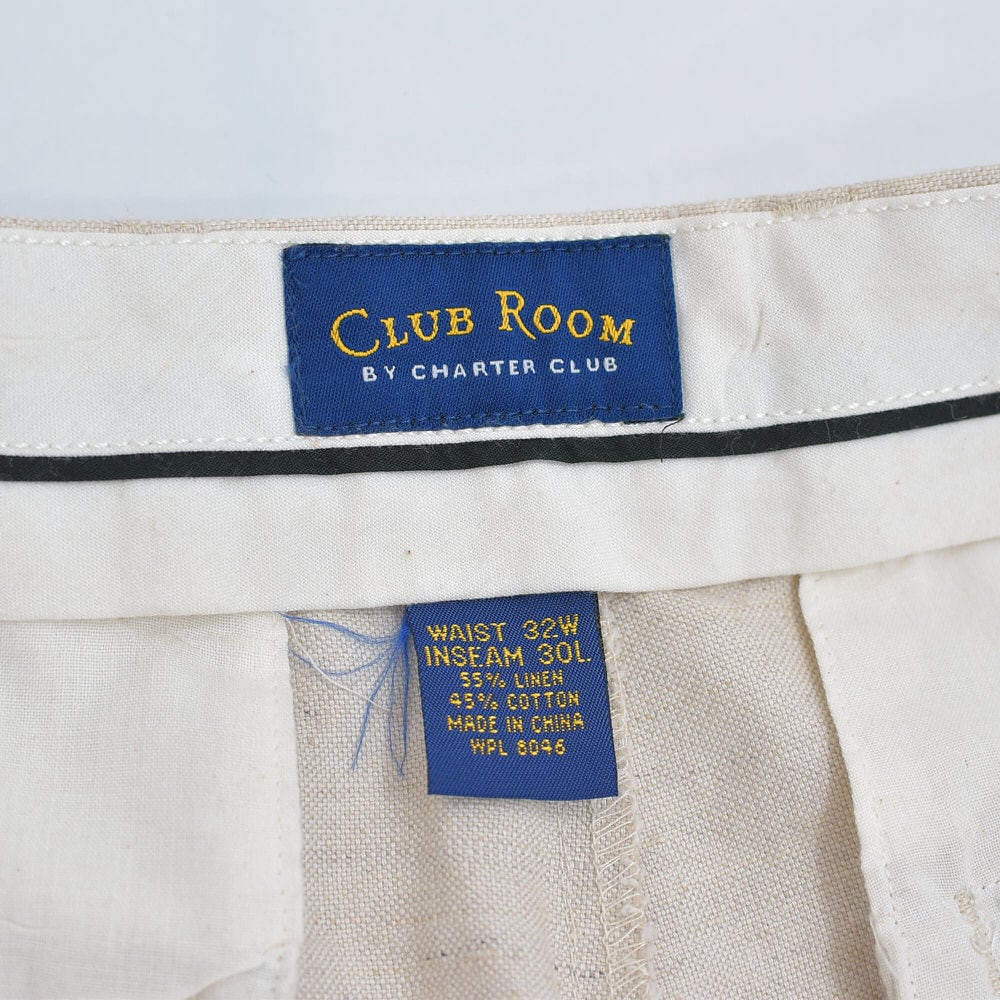 CLUB ROOM
BY CHARTER CLUB
WAIST 32W
INSEAM 30L
55% LINEN
45% COTTON
MADE IN CHINA
WPL 8046